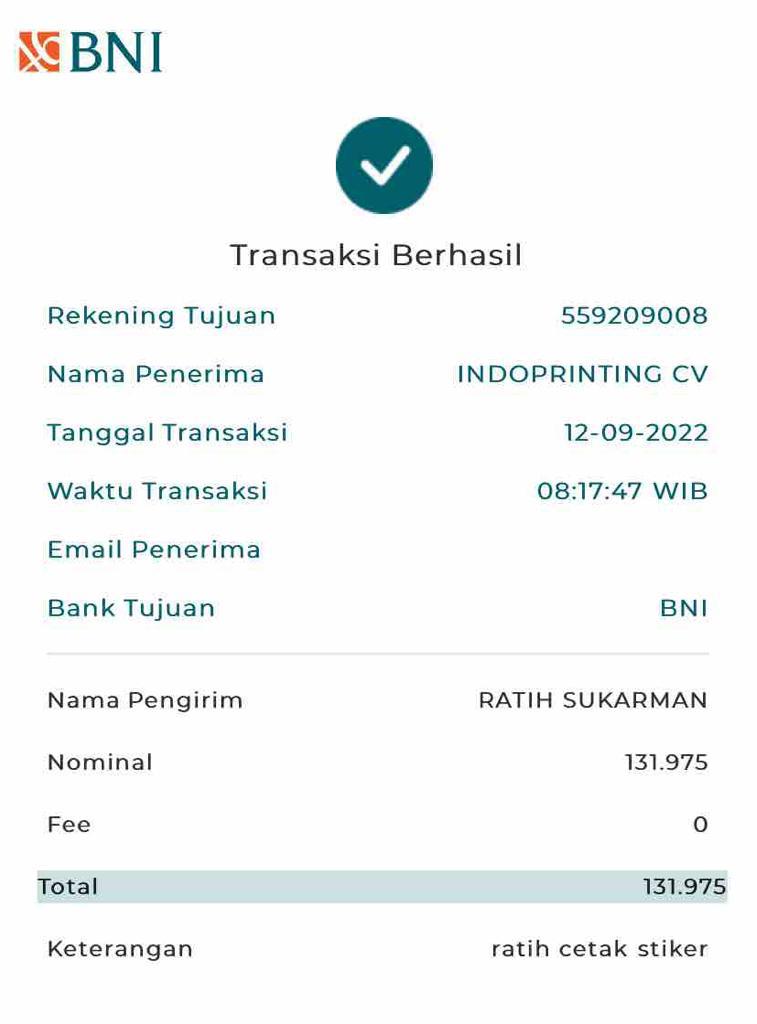 BNI
Transaksi Berhasil
Rekening Tujuan 559209008
Nama Penerima INDOPRINTING CV
Tanggal Transaksi 12-09-2022
Waktu Transaksi 08:17:47 WIB
Email Penerima
Bank Tujuan BNI
Nama Pengirim RATIH SUKARMAN
Nominal 131.975
Fee 0
Total 131.975
Keterangan ratih cetak stiker